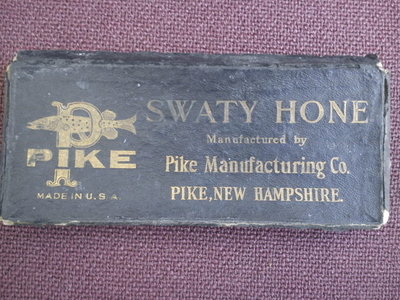 P
PIKE
MADE IN U.S.A.
SWATY HONE
Manufactured by
Pike Manufacturing Co.
PIKE, NEW HAMPSHIRE.